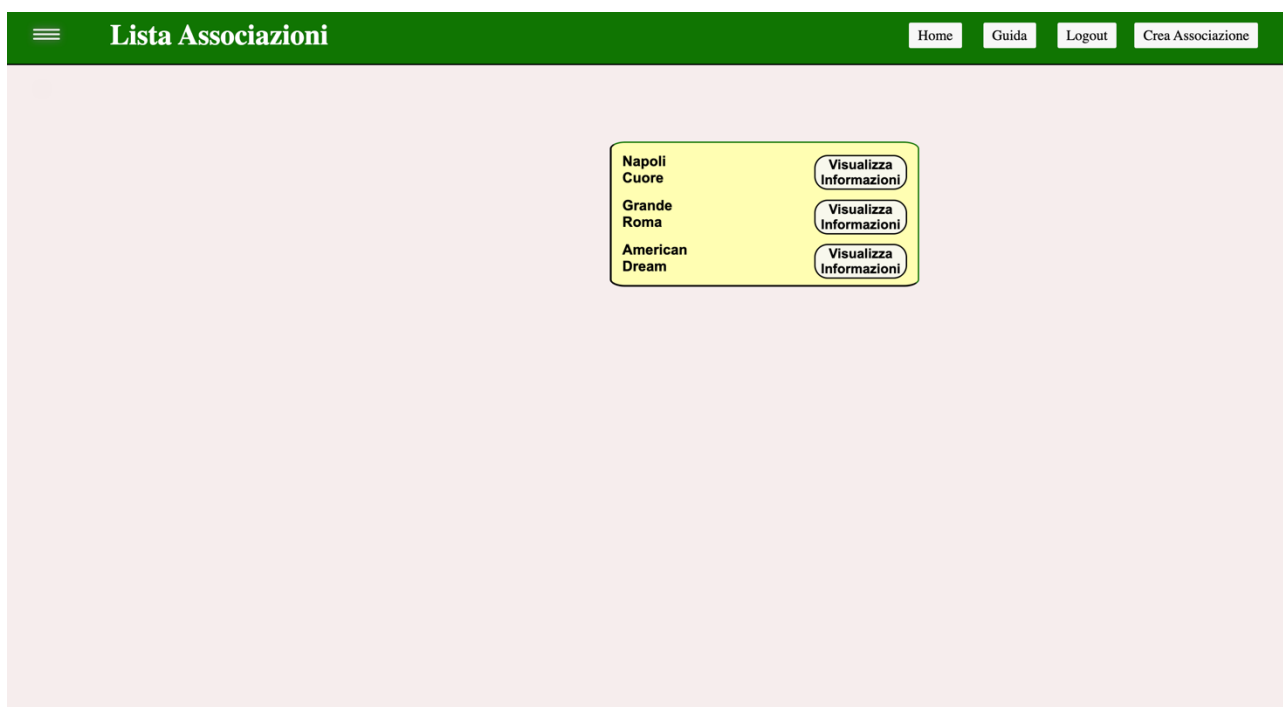 Lista Associazioni
Home
Guida
Logout
Crea Associazione
Napoli
Cuore
Visualizza
Informazioni
Grande
Roma
Visualizza
Informazioni
American
Dream
Visualizza
Informazioni